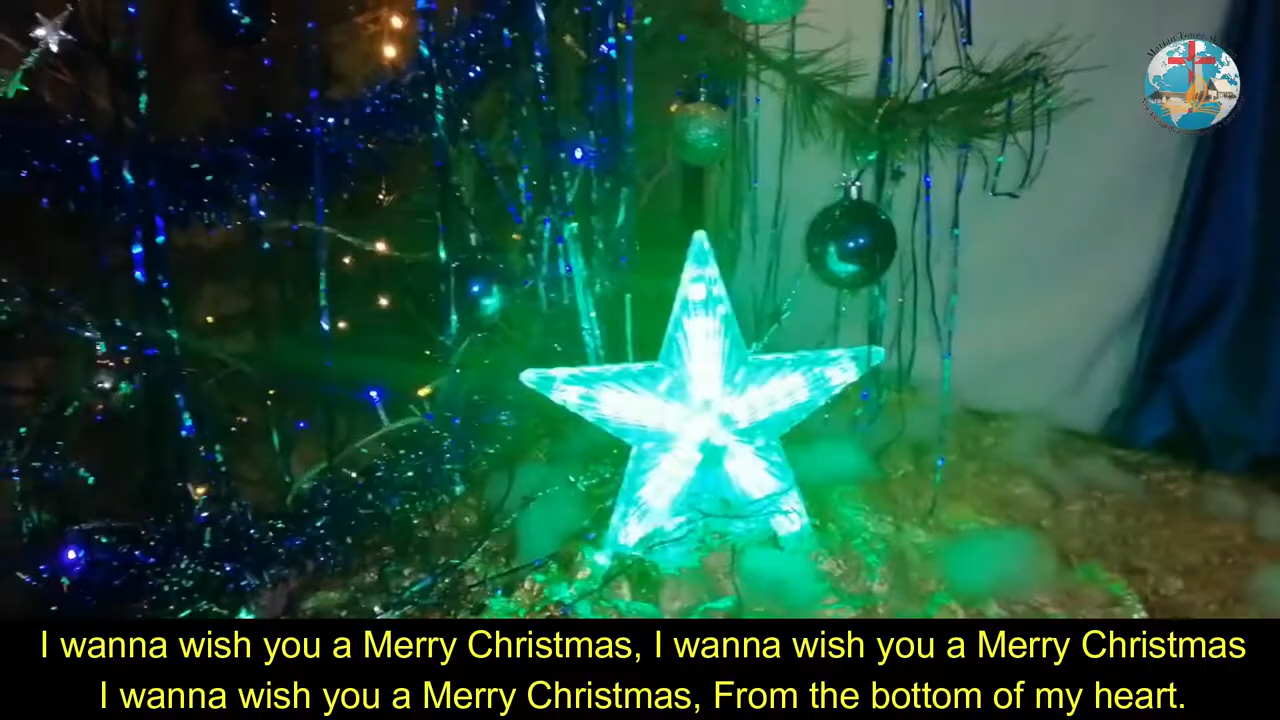 I wanna wish you a Merry Christmas, I wanna wish you a Merry Christmas
I wanna wish you a Merry Christmas, From the bottom of my heart.